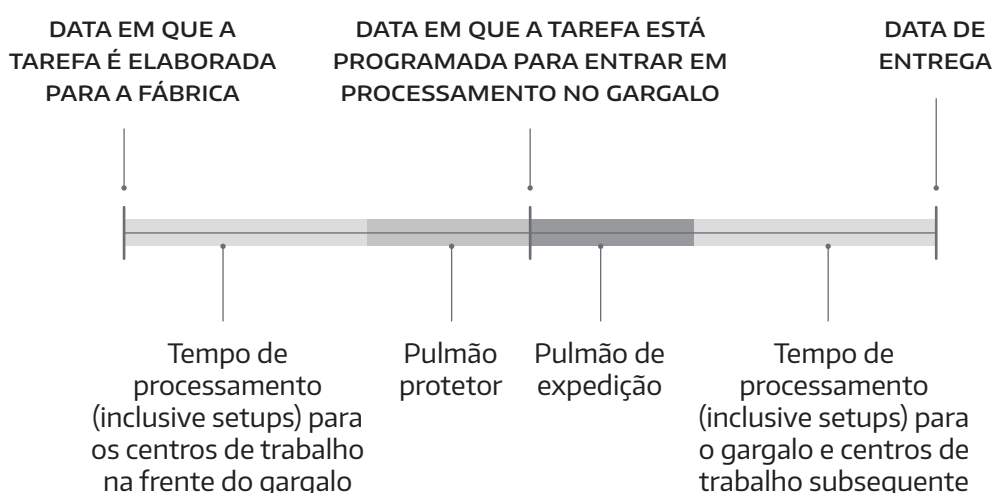 DATA EM QUE A
TAREFA É ELABORADA
PARA A FÁBRICA
DATA EM QUE A TAREFA ESTÁ
PROGRAMADA PARA ENTRAR EM
PROCESSAMENTO NO GARGALO
DATA DE
ENTREGA
Tempo de
processamento
(inclusive setups) para
os centros de trabalho
na frente do gargalo
Pulmão
protetor
Pulmão de
expedição
Tempo de
processamento
(inclusive setups) para
o gargalo e centros de
trabalho subsequente